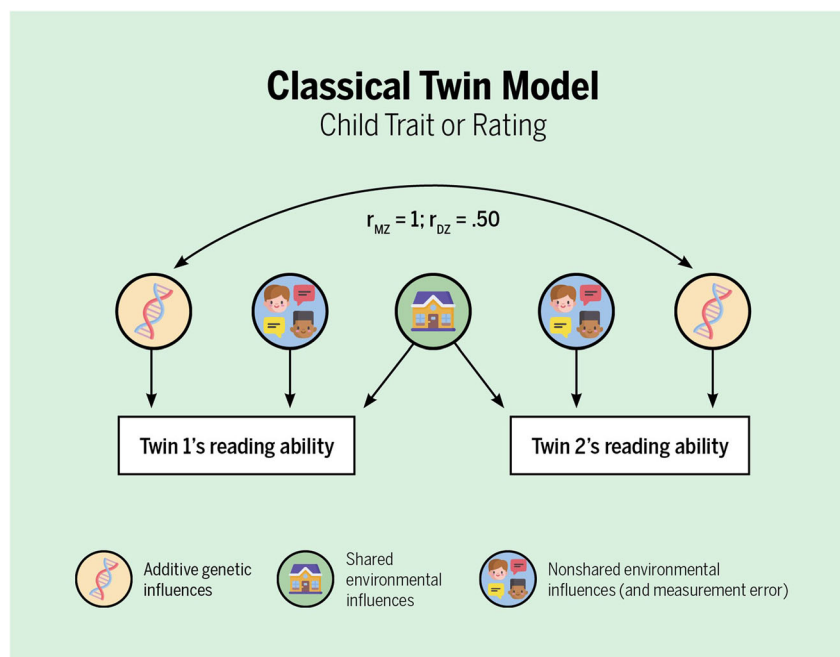 Classical Twin Model
Child Trait or Rating
rMZ = 1; rDZ = .50
Twin 1's reading ability
Twin 2's reading ability
Additive genetic
influences
Shared
environmental
influences
Nonshared environmental
influences (and measurement error)